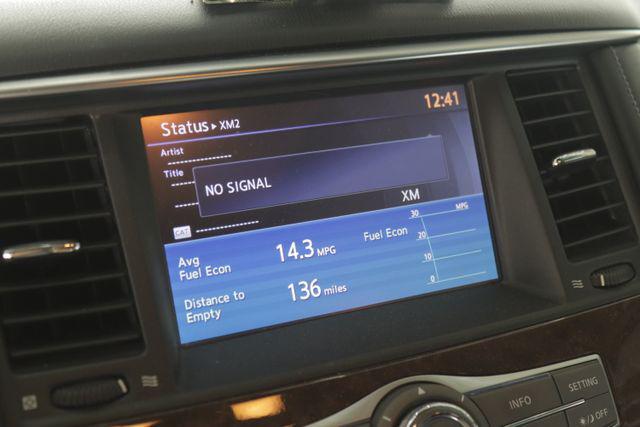 12:41
Status ▸ XM2
Artist
Title
NO SIGNAL
XM
CAT
Avg
Fuel Econ
14.3 MPG
Fuel Econ
MPG
30
20
10
0
Distance to
Empty
136 miles
INFO
SETTING
OFF